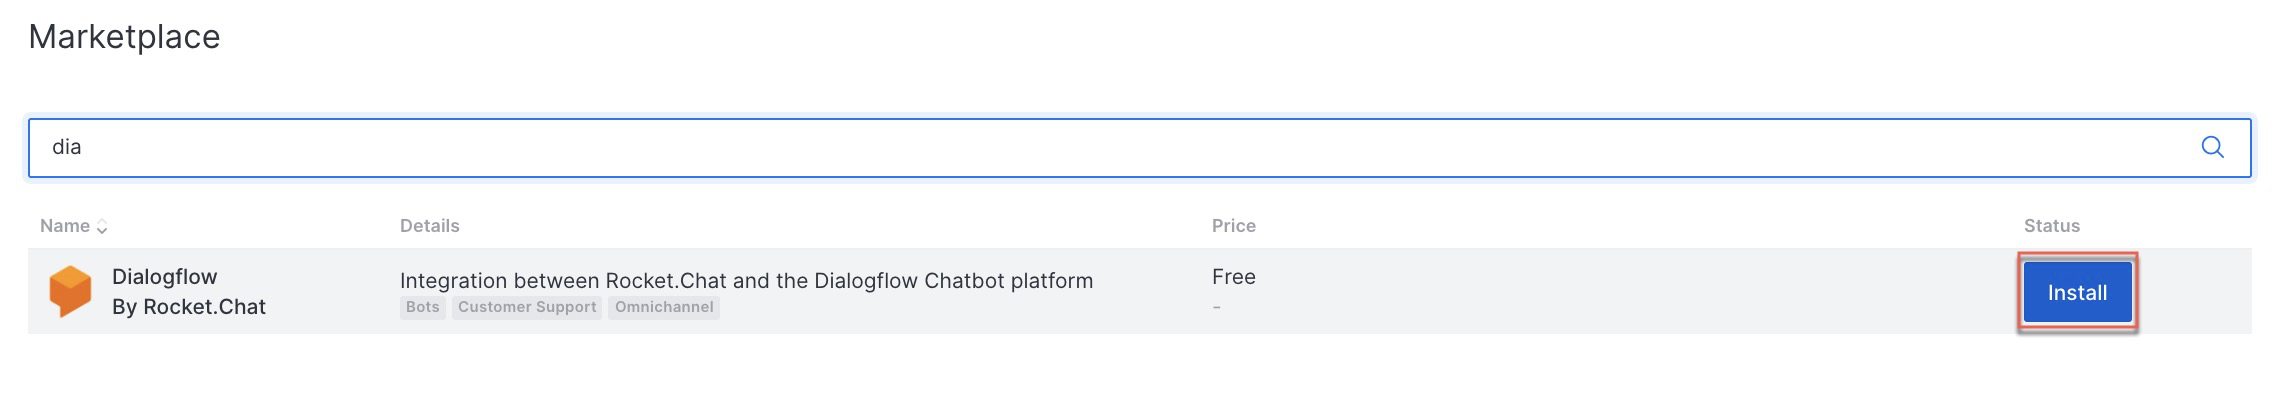 Marketplace
dia
Name Details Price Status
Dialogflow
By Rocket.Chat
Integration between Rocket.Chat and the Dialogflow Chatbot platform
Bots Customer Support Omnichannel
Free
-
Install